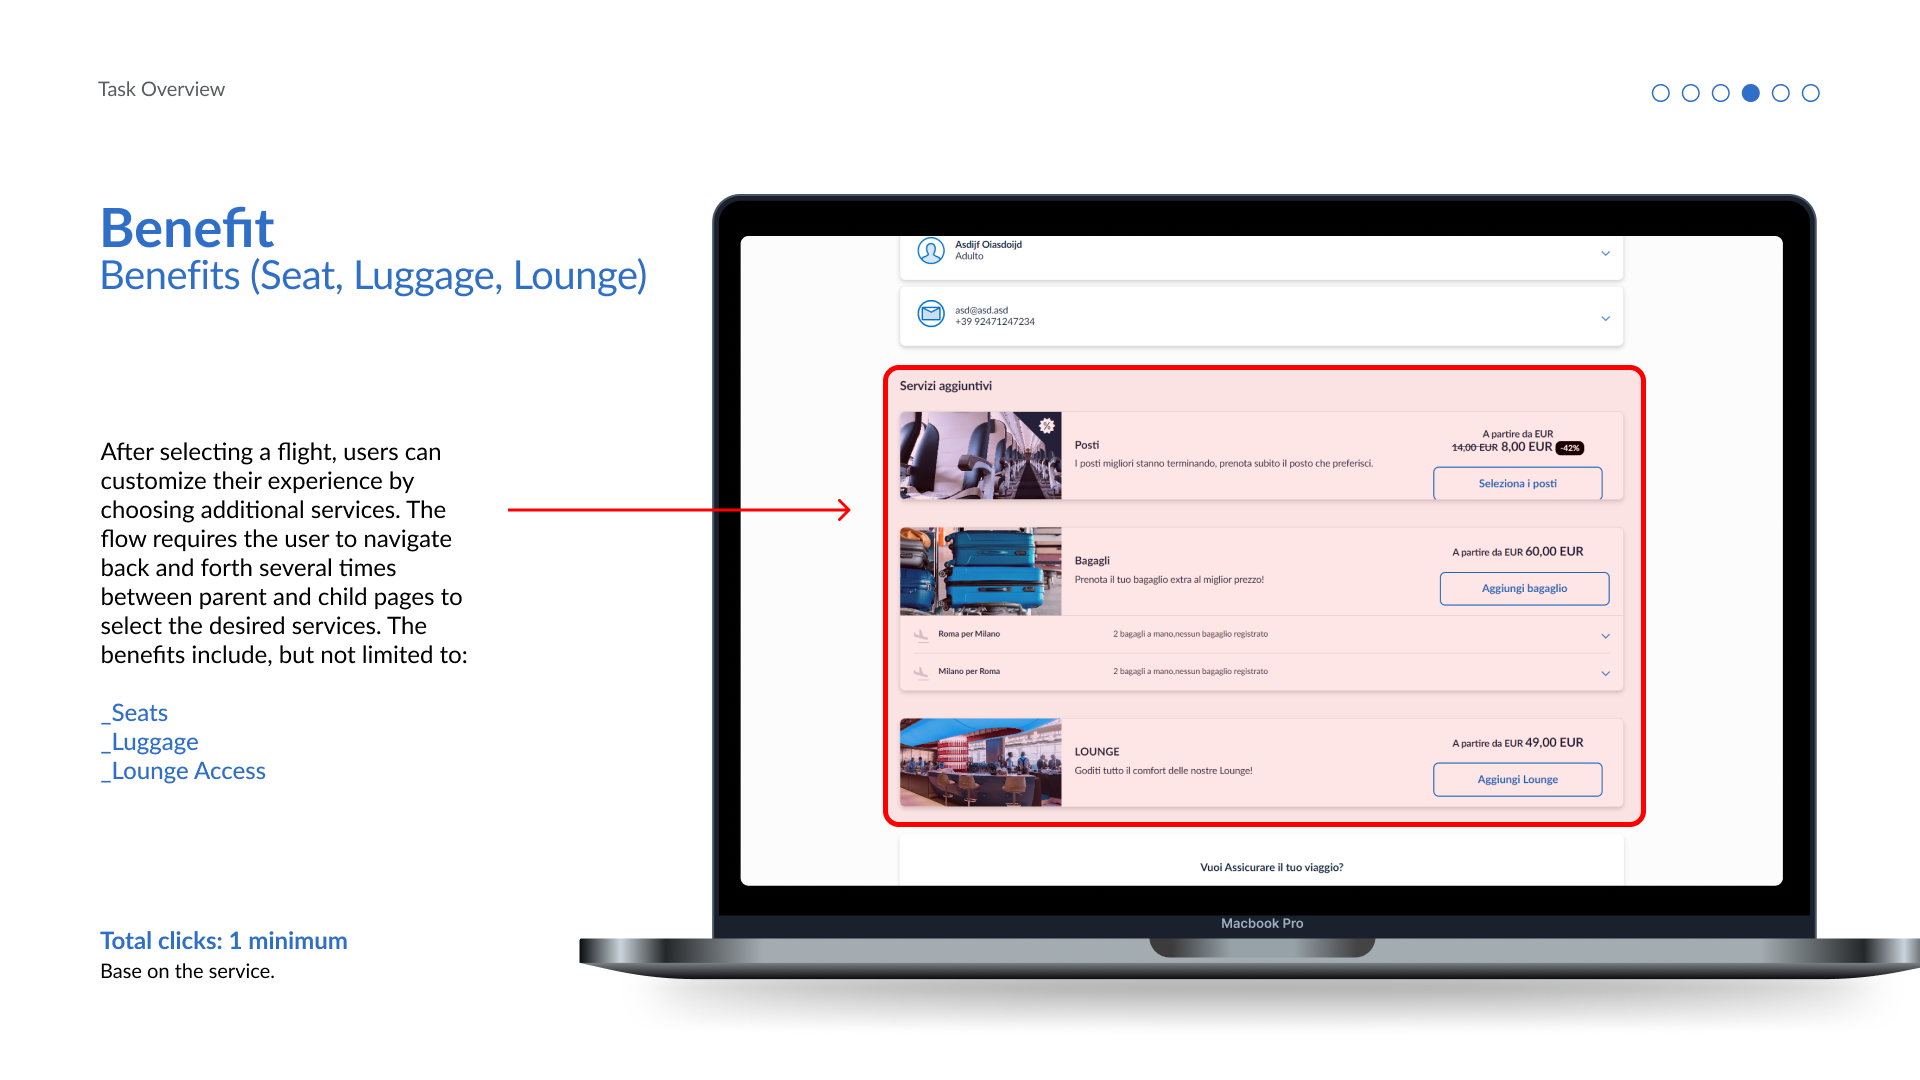 Task Overview
Benefit
Benefits (Seat, Luggage, Lounge)
After selecting a flight, users can
customize their experience by
choosing additional services. The
flow requires the user to navigate
back and forth several times
between parent and child pages to
select the desired services. The
benefits include, but not limited to:
_Seats
_Luggage
_Lounge Access
Total clicks: 1 minimum
Base on the service.
Asdijf Oiasdoijd
Adulto
asd@asd.asd
+39 92471247234
Servizi aggiuntivi
Posti
I posti migliori stanno terminando, prenota subito il posto che preferisci.
A partire da EUR
14,00 EUR 8,00 EUR -42%
Seleziona i posti
Bagagli
Prenota il tuo bagaglio extra al miglior prezzo!
A partire da EUR 60,00 EUR
Aggiungi bagaglio
Roma per Milano 2 bagagli a mano,nessun bagaglio registrato
Milano per Roma 2 bagagli a mano,nessun bagaglio registrato
LOUNGE
Goditi tutto il comfort delle nostre Lounge!
A partire da EUR 49,00 EUR
Aggiungi Lounge
Vuoi Assicurare il tuo viaggio?
Macbook Pro